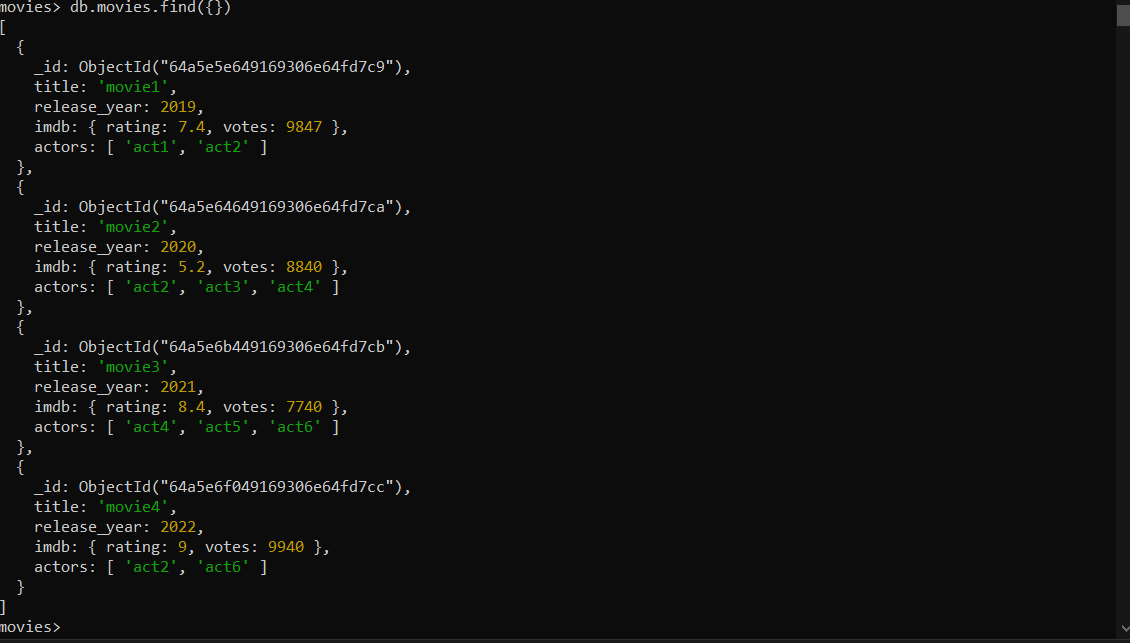 movies> db.movies.find({})
[
  {
    _id: ObjectId("64a5e5e649169306e64fd7c9"),
    title: 'movie1',
    release_year: 2019,
    imdb: { rating: 7.4, votes: 9847 },
    actors: [ 'act1', 'act2' ]
  },
  {
    _id: ObjectId("64a5e64649169306e64fd7ca"),
    title: 'movie2',
    release_year: 2020,
    imdb: { rating: 5.2, votes: 8840 },
    actors: [ 'act2', 'act3', 'act4' ]
  },
  {
    _id: ObjectId("64a5e6b449169306e64fd7cb"),
    title: 'movie3',
    release_year: 2021,
    imdb: { rating: 8.4, votes: 7740 },
    actors: [ 'act4', 'act5', 'act6' ]
  },
  {
    _id: ObjectId("64a5e6f049169306e64fd7cc"),
    title: 'movie4',
    release_year: 2022,
    imdb: { rating: 9, votes: 9940 },
    actors: [ 'act2', 'act6' ]
  }
]
movies>